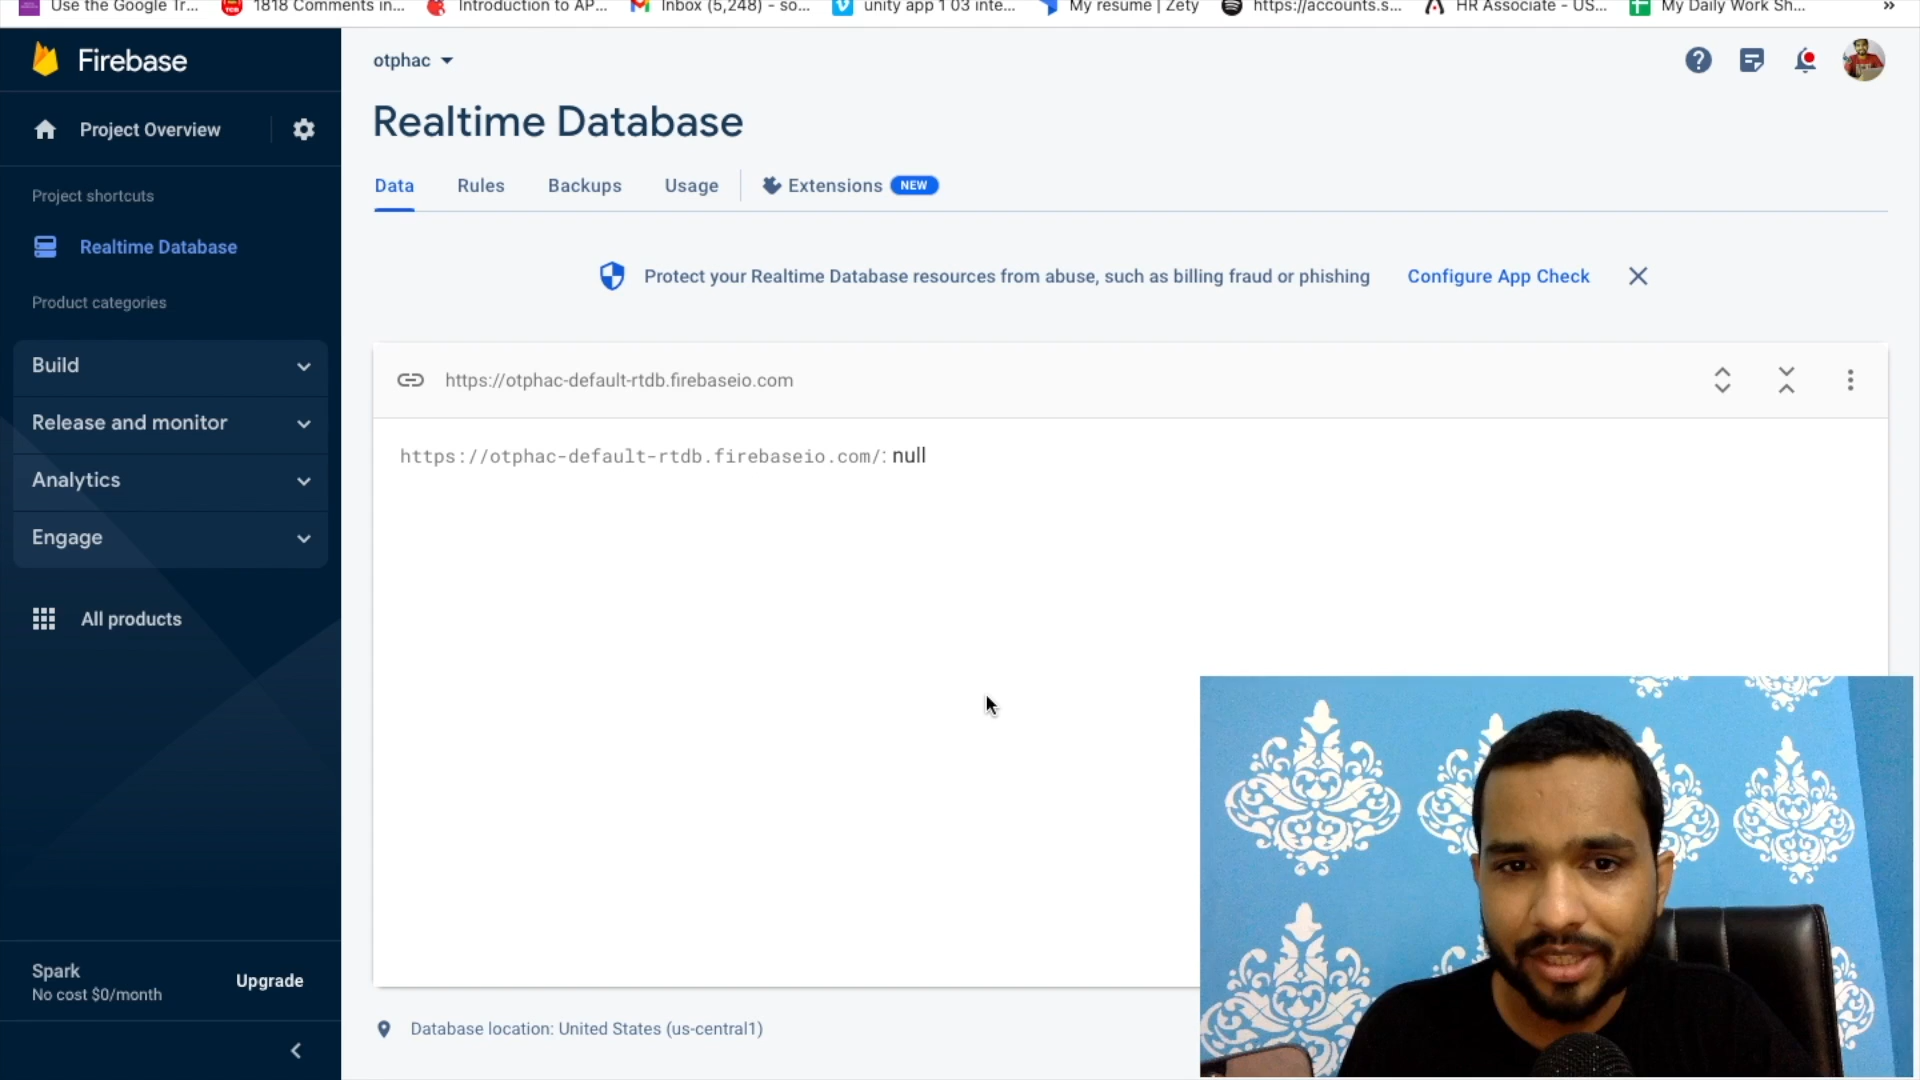 Use the Google Tr...
1818 Comments in...
Introduction to AP...
Inbox (5,248) - so...
unity app 1 03 inte...
My resume | Zety
https://accounts.s...
HR Associate - US...
My Daily Work Sh...
»
Firebase
otphac
Project Overview
Realtime Database
Data
Rules
Backups
Usage
Extensions
NEW
Project shortcuts
Realtime Database
Product categories
Protect your Realtime Database resources from abuse, such as billing fraud or phishing
Configure App Check
Build
Release and monitor
Analytics
Engage
All products
https://otphac-default-rtdb.firebaseio.com
https://otphac-default-rtdb.firebaseio.com/: null
Spark
No cost $0/month
Upgrade
Database location: United States (us-central1)